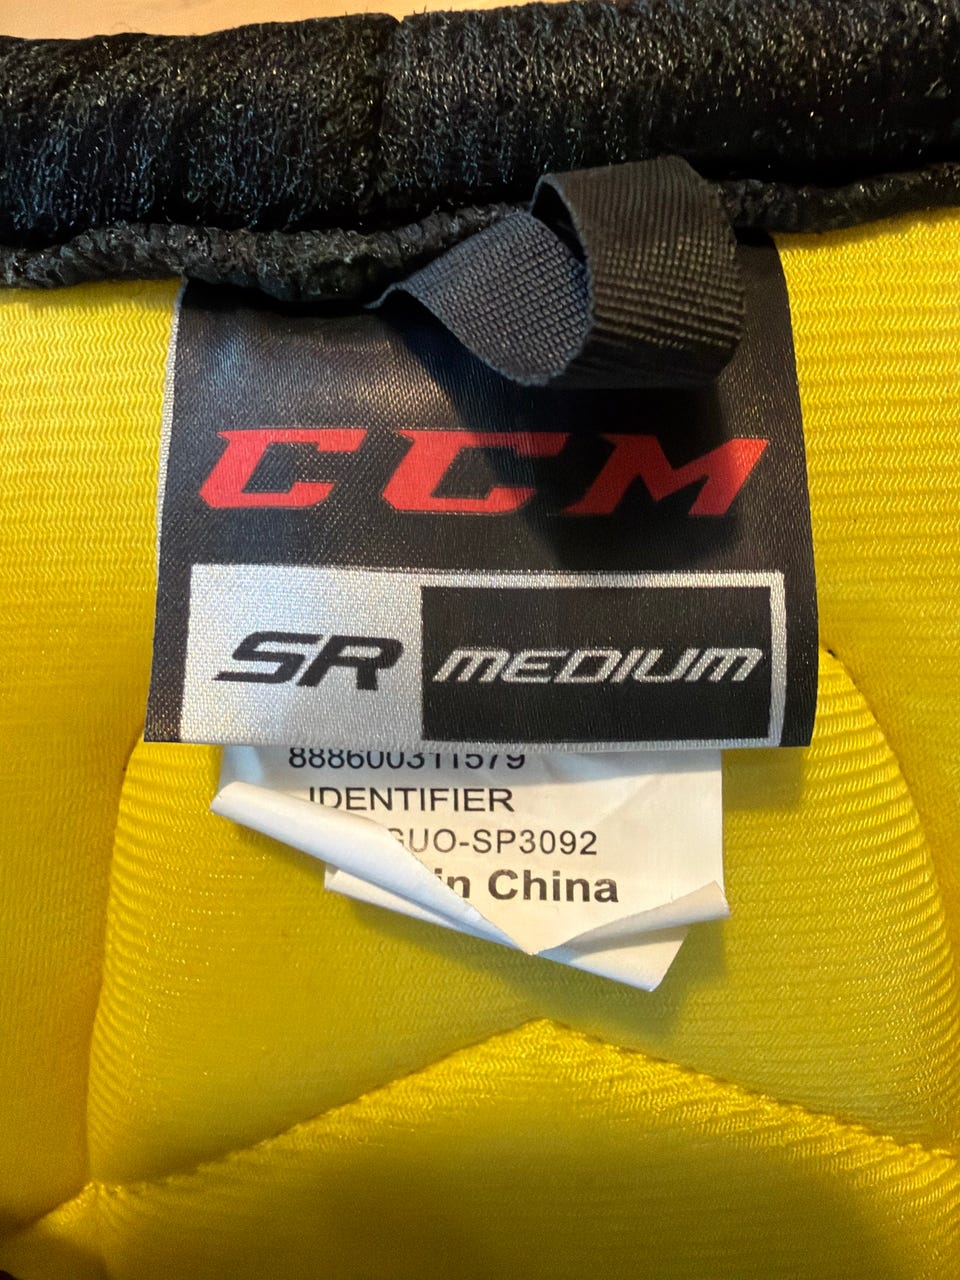 CCM
SR MEDIUM
888600311579
IDENTIFIER
GUO-SP3092
in China